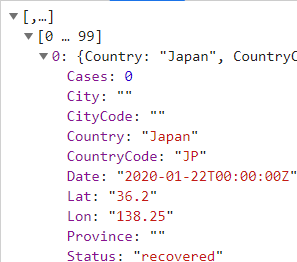 ▼[,…]
▼[0 … 99]
▼0: {Country: "Japan", CountryC
Cases: 0
City: ""
CityCode: ""
Country: "Japan"
CountryCode: "JP"
Date: "2020-01-22T00:00:00Z"
Lat: "36.2"
Lon: "138.25"
Province: ""
Status: "recovered"